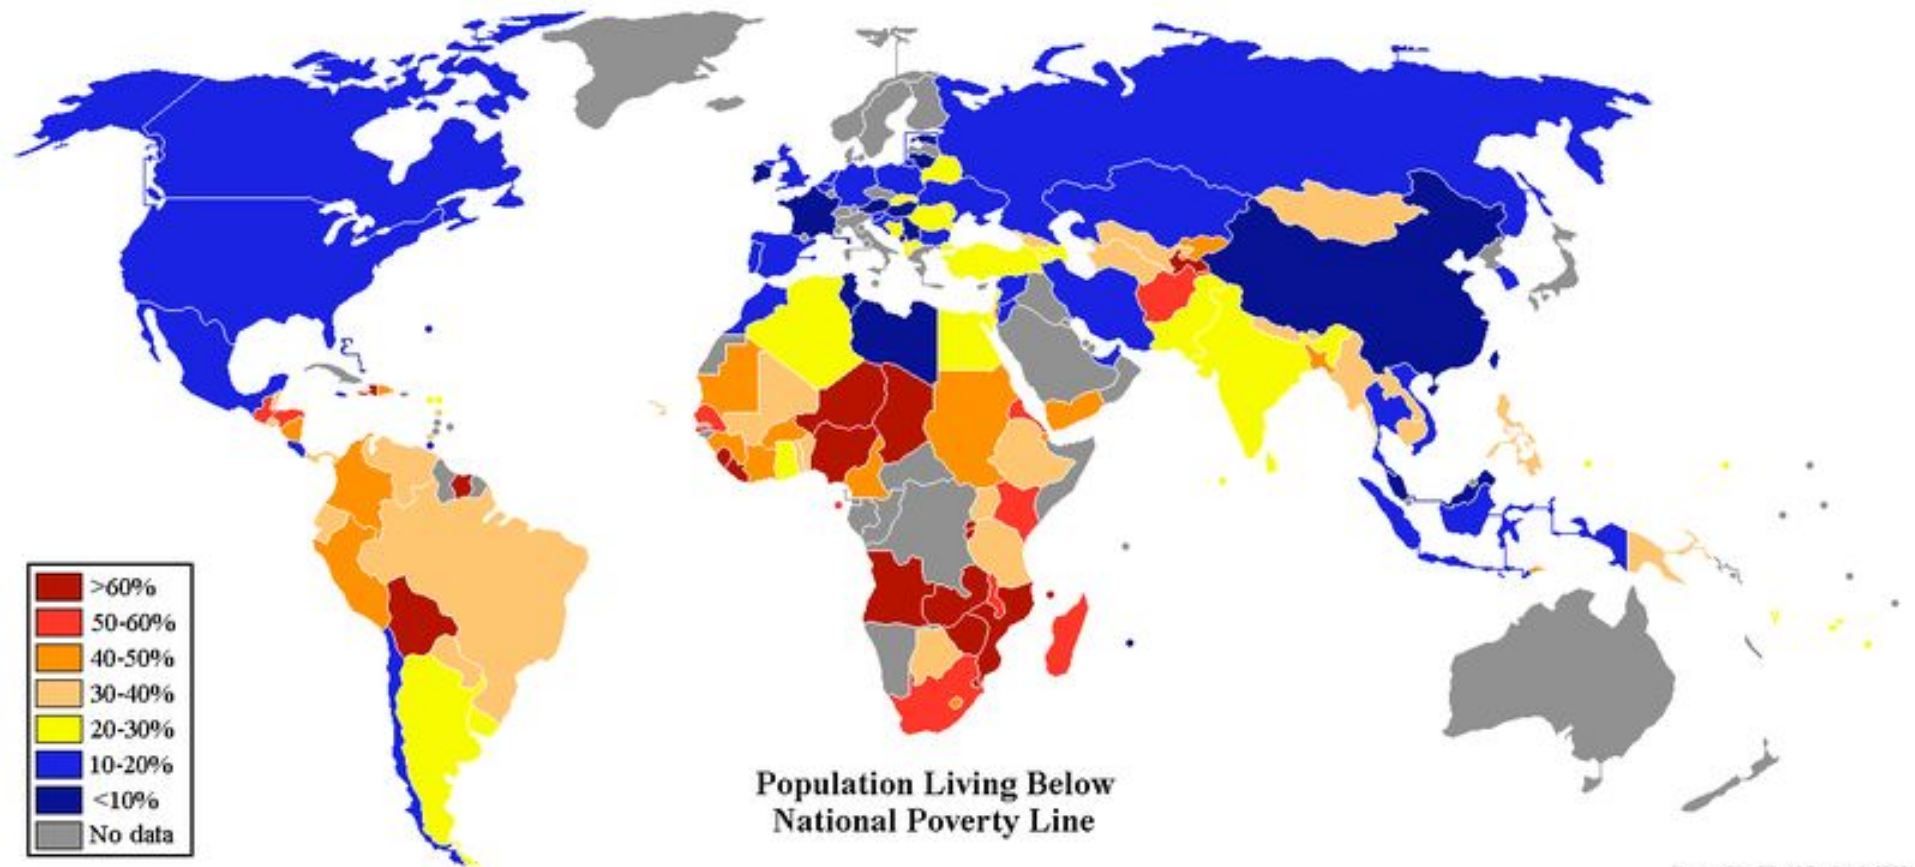 >60%
50-60%
40-50%
30-40%
20-30%
10-20%
<10%
No data
Population Living Below
National Poverty Line